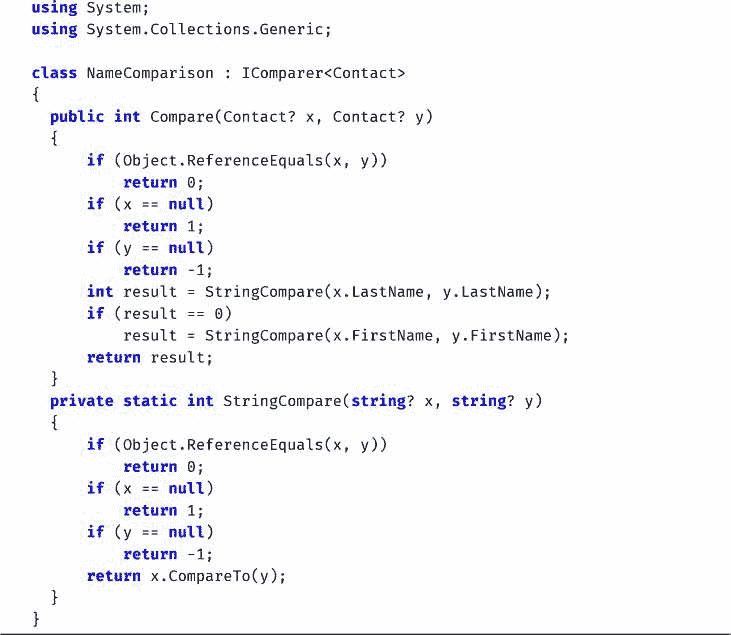 using System;
using System.Collections.Generic;
class NameComparison : IComparer<Contact>
{
public int Compare(Contact? x, Contact? y)
{
if (Object.ReferenceEquals(x, y))
return 0;
if (x == null)
return 1;
if (y == null)
return -1;
int result = StringCompare(x.LastName, y.LastName);
if (result == 0)
result = StringCompare(x.FirstName, y.FirstName);
return result;
}
private static int StringCompare(string? x, string? y)
{
if (Object.ReferenceEquals(x, y))
return 0;
if (x == null)
return 1;
if (y == null)
return -1;
return x.CompareTo(y);
}
}